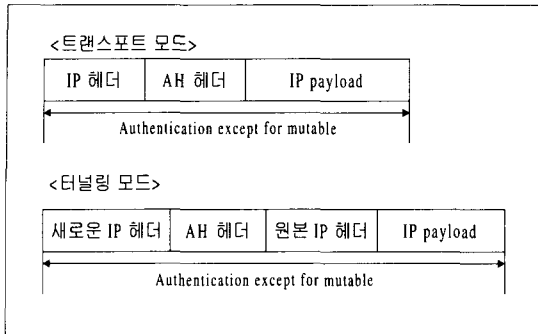 <트랜스포트 모드>
IP 헤더 AH 헤더 IP payload
Authentication except for mutable
<터널링 모드>
새로운 IP 헤더 AH 헤더 원본 IP 헤더 IP payload
Authentication except for mutable